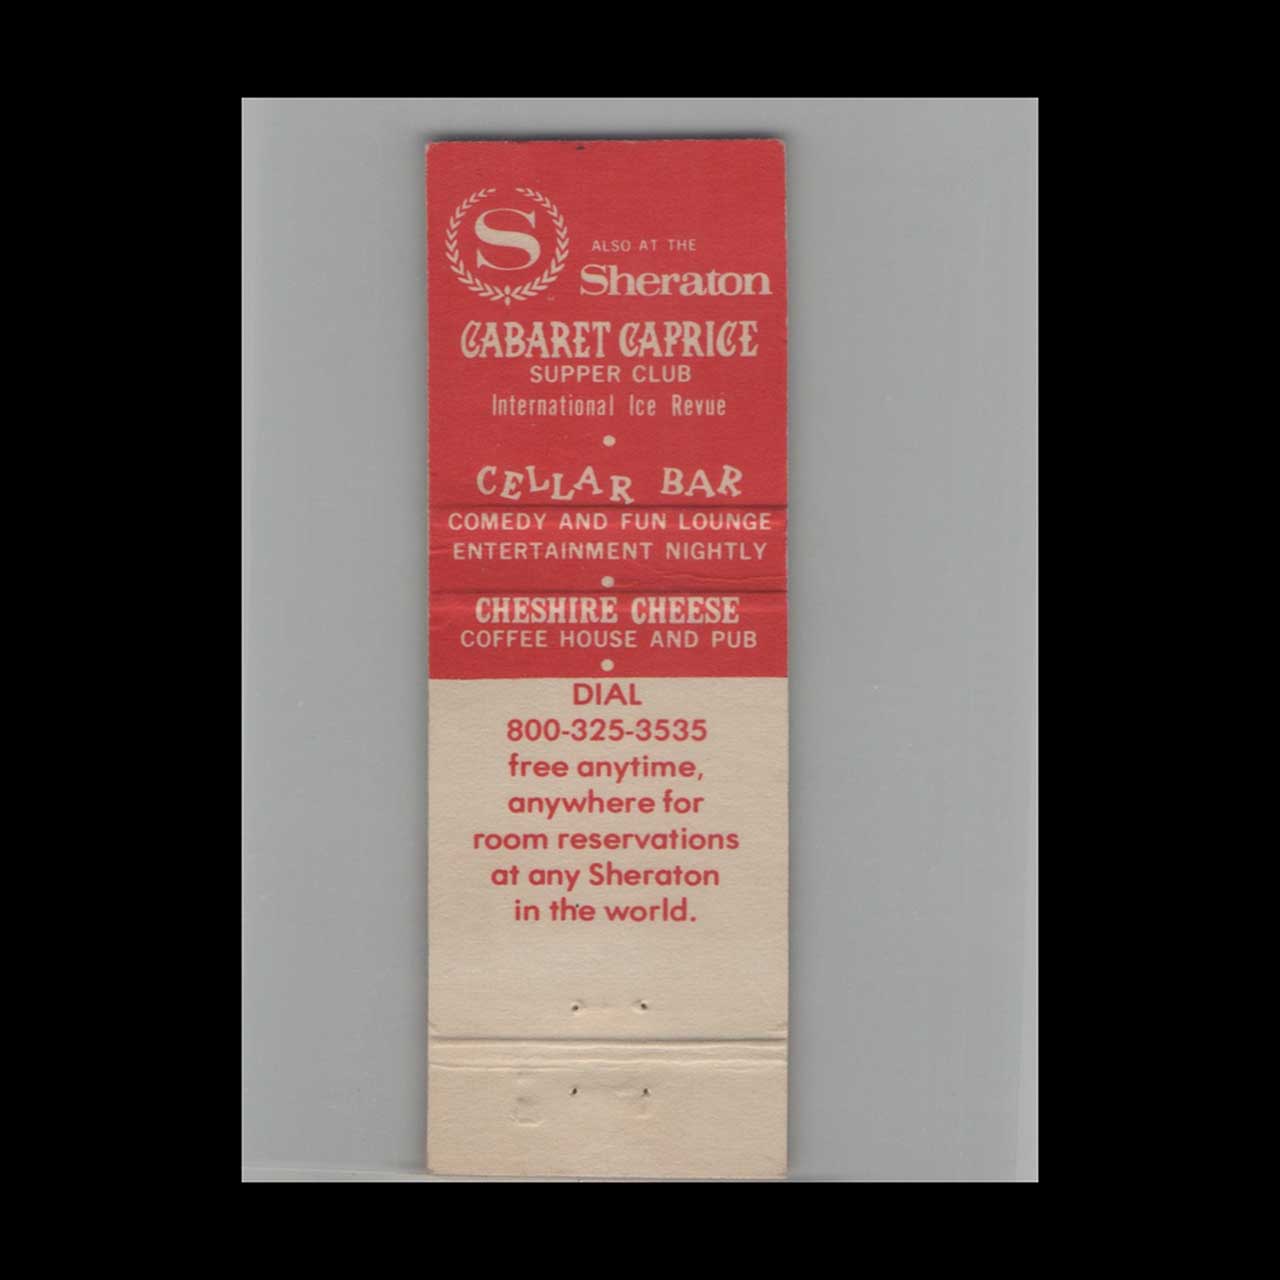 S
ALSO AT THE
Sheraton
CABARET CAPRICE
SUPPER CLUB
International Ice Revue
•
CELLAR BAR
COMEDY AND FUN LOUNGE
ENTERTAINMENT NIGHTLY
•
CHESHIRE CHEESE
COFFEE HOUSE AND PUB
•
DIAL
800-325-3535
free anytime,
anywhere for
room reservations
at any Sheraton
in the world.